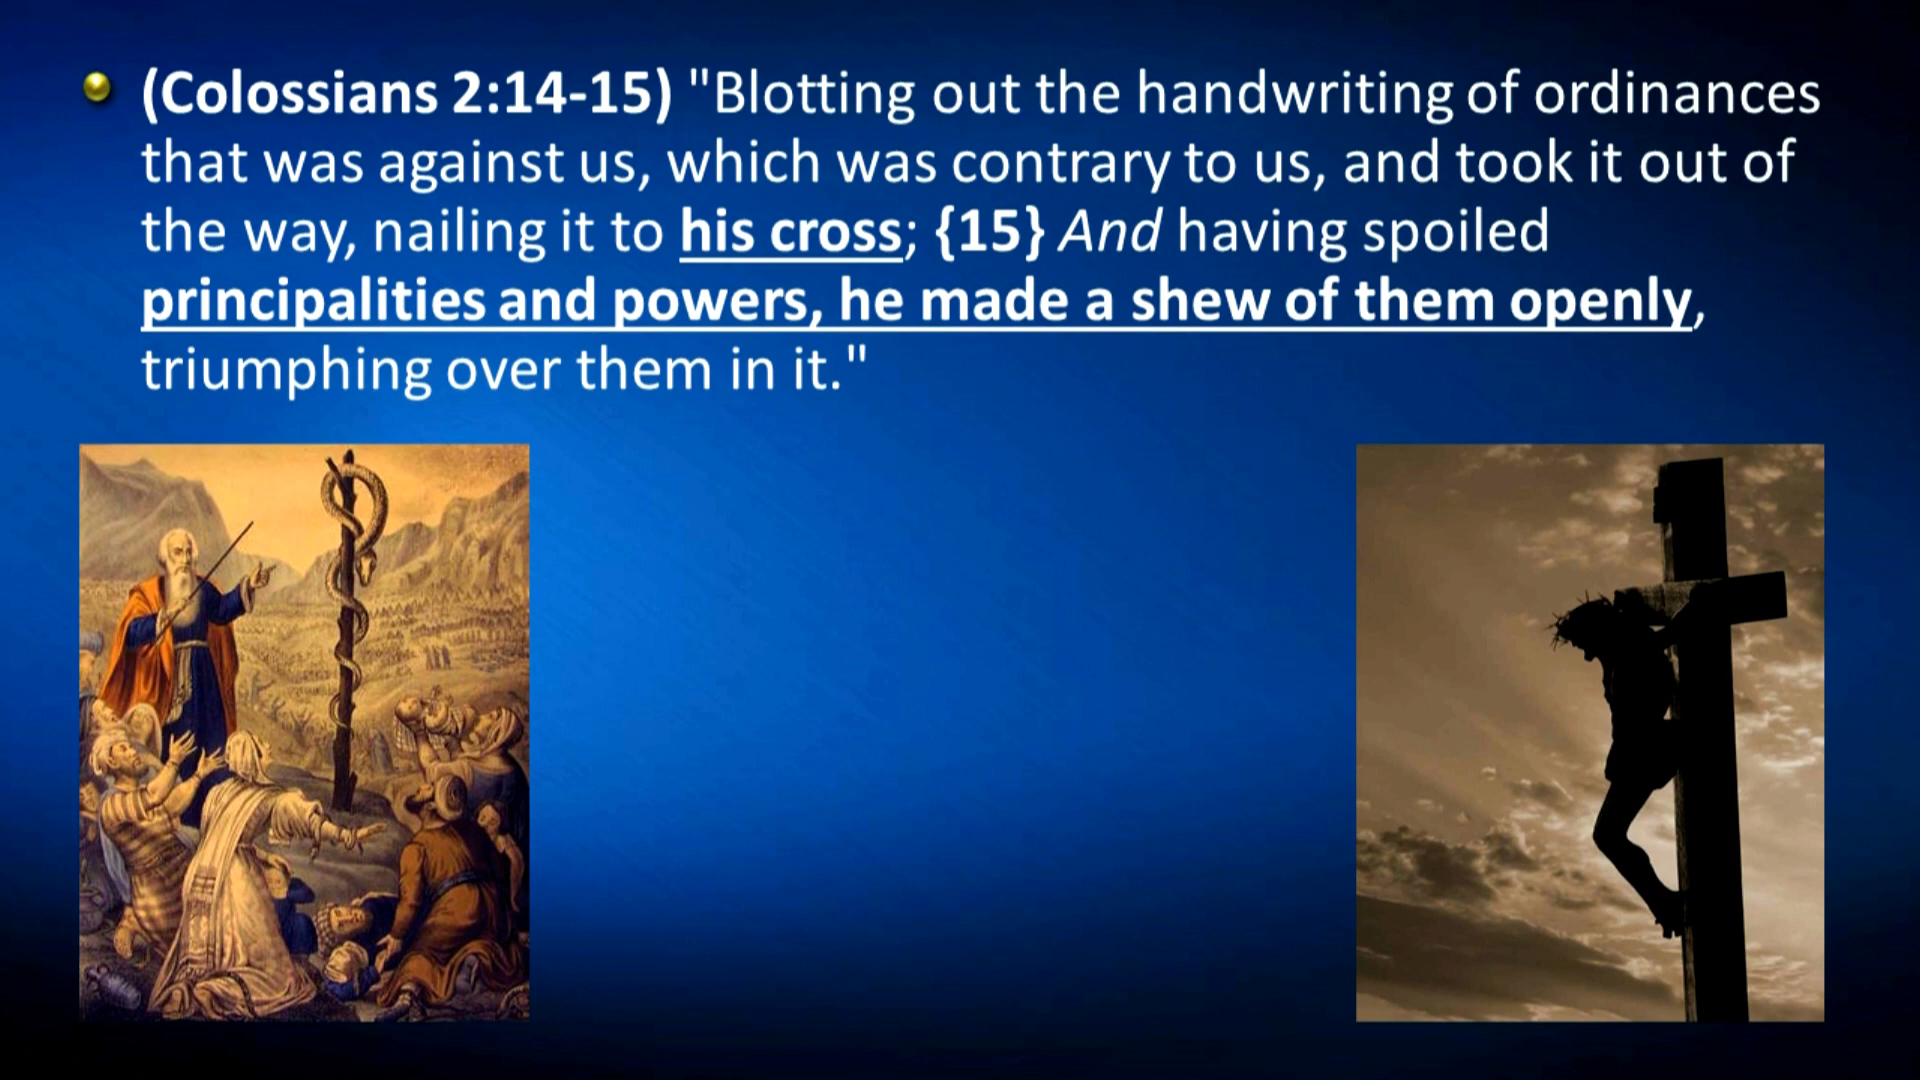 (Colossians 2:14-15) "Blotting out the handwriting of ordinances
that was against us, which was contrary to us, and took it out of
the way, nailing it to his cross; {15} And having spoiled
principalities and powers, he made a shew of them openly,
triumphing over them in it."